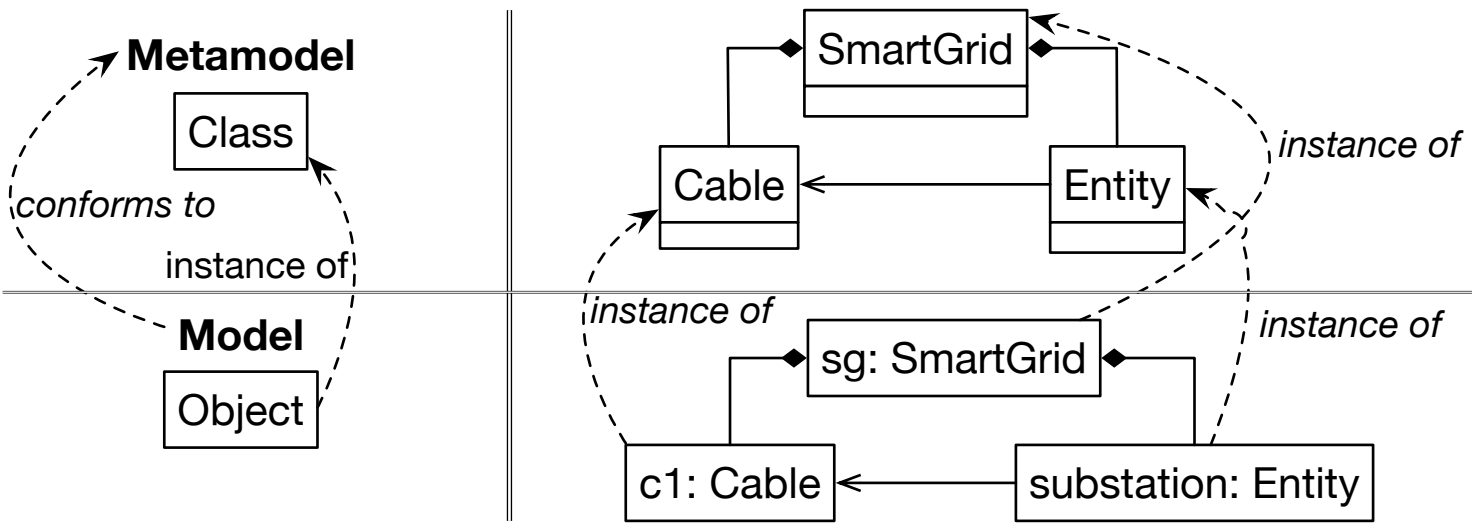 Metamodel
Class
conforms to
instance of
Model
Object
SmartGrid
instance of
Cable
Entity
instance of
instance of
sg: SmartGrid
c1: Cable
substation: Entity